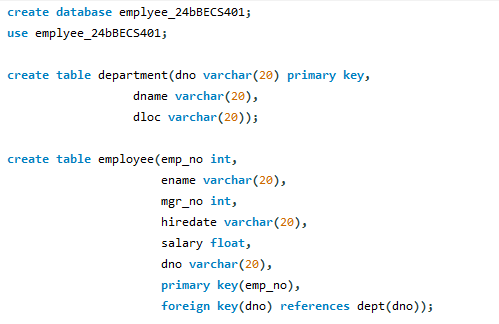 create database emplyee_24bBECS401;
use emplyee_24bBECS401;
create table department(dno varchar(20) primary key,
dname varchar(20),
dloc varchar(20));
create table employee(emp_no int,
ename varchar(20),
mgr_no int,
hiredate varchar(20),
salary float,
dno varchar(20),
primary key(emp_no),
foreign key(dno) references dept(dno));